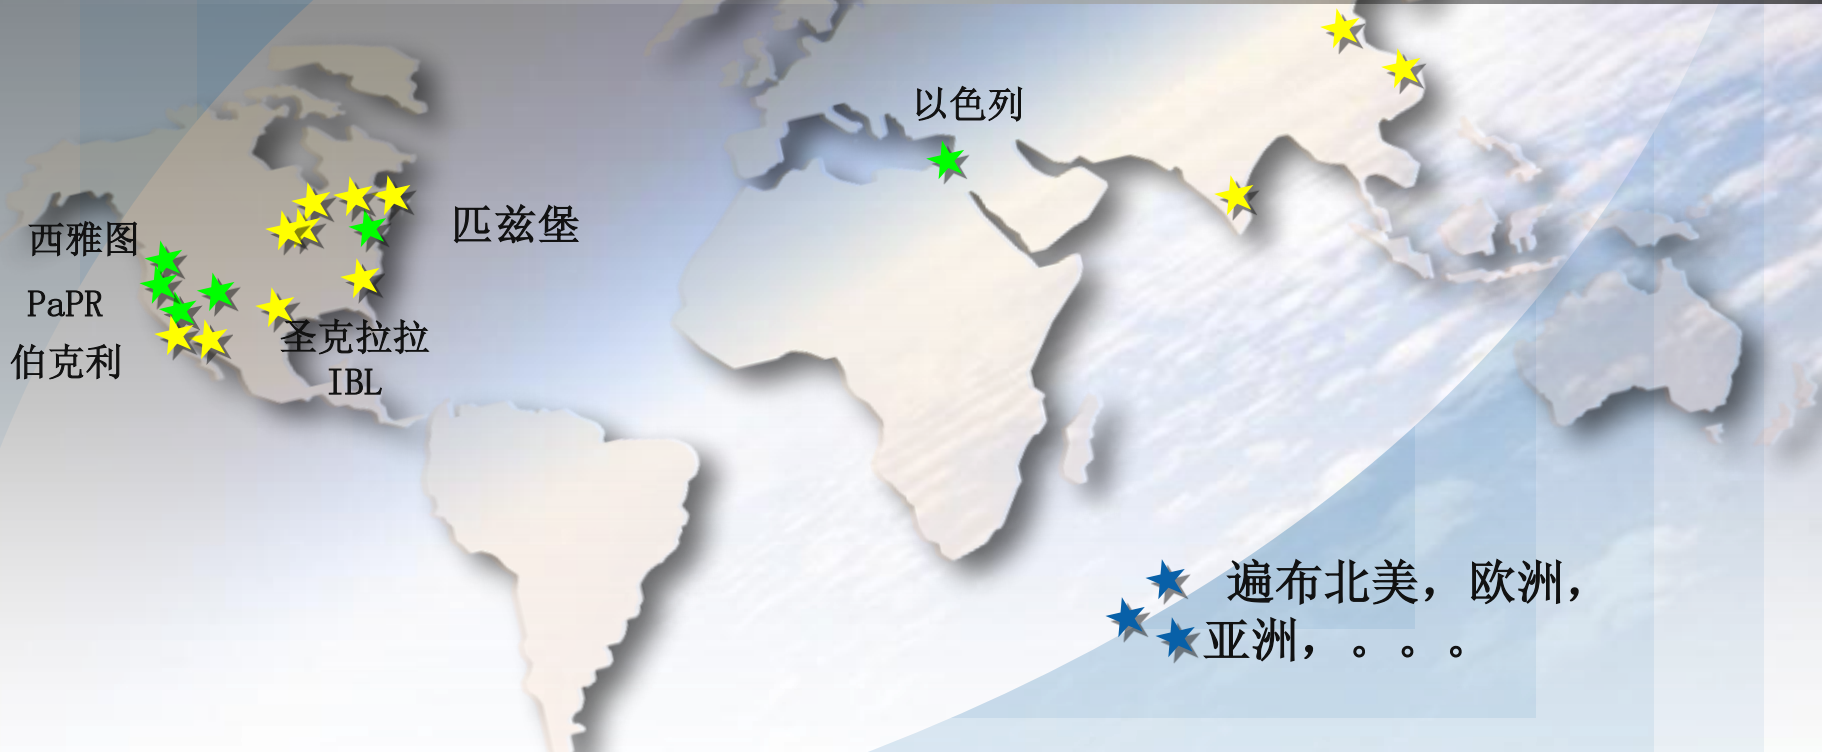 以色列
匹兹堡
西雅图
PaPR
伯克利
圣克拉拉
IBL
遍布北美，欧洲，
亚洲，。。。